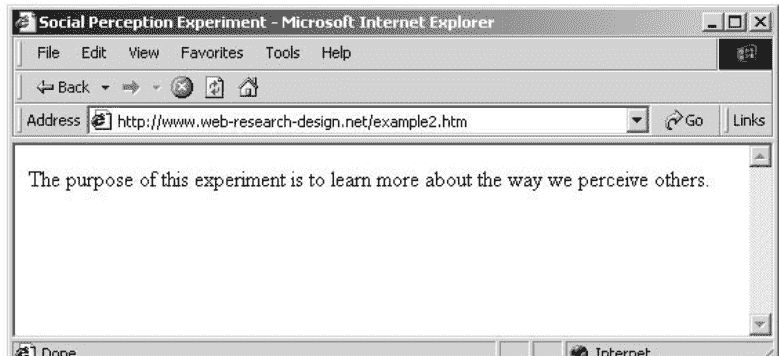 Social Perception Experiment - Microsoft Internet Explorer
File Edit View Favorites Tools Help
Back
Address http://www.web-research-design.net/example2.htm Go Links
The purpose of this experiment is to learn more about the way we perceive others.
Done Internet